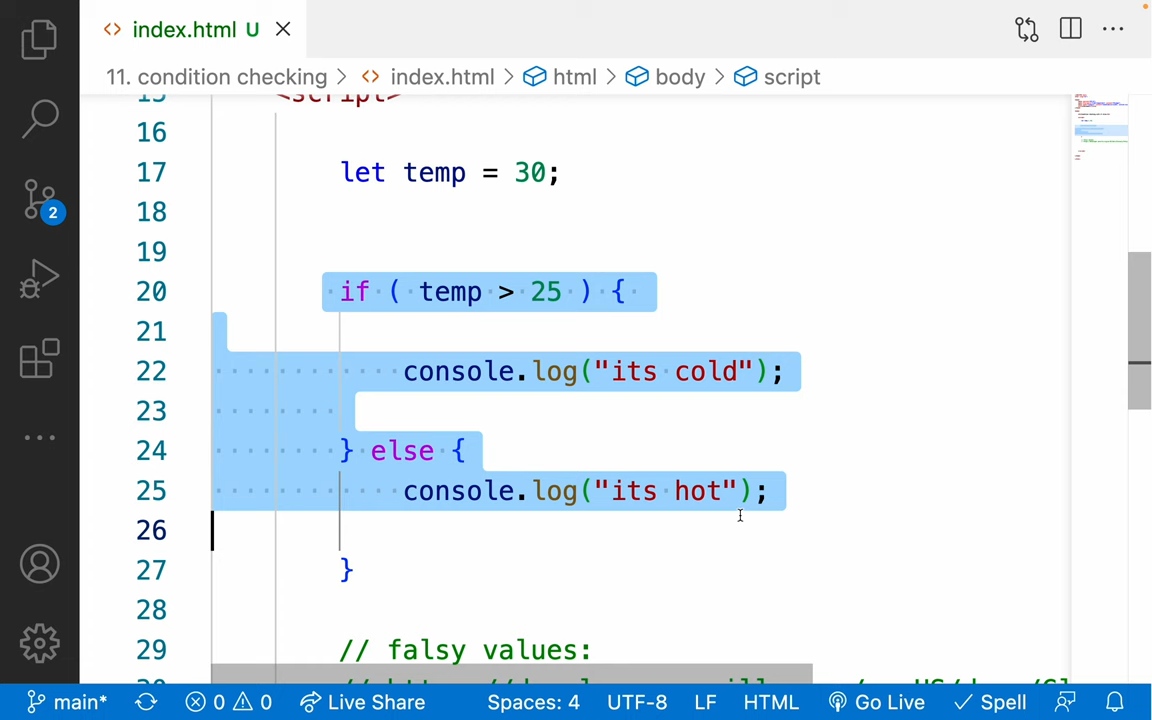 index.html U
11. condition checking > index.html > html > body > script
15 <script>
16
17 let temp = 30;
18
19
20 if ( temp > 25 ) {
21
22 console.log("its cold");
23
24 } else {
25 console.log("its hot");
26
27 }
28
29 // falsy values:
2
main* 0 0 Live Share Spaces: 4 UTF-8 LF HTML Go Live Spell